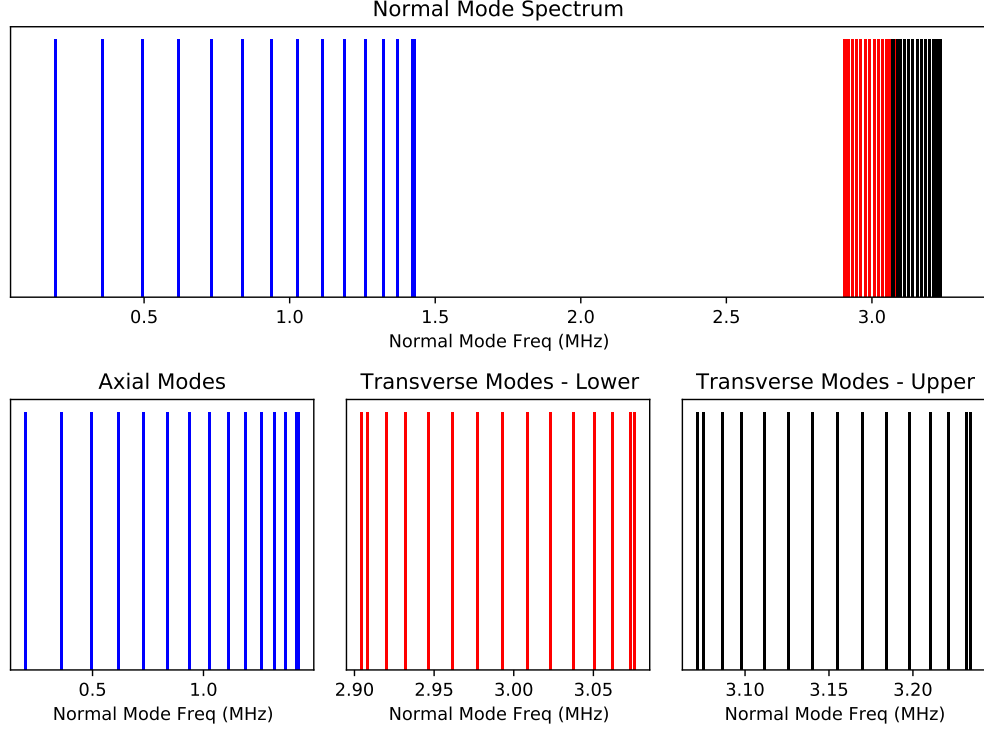 Normal Mode Spectrum
0.5 1.0 1.5 2.0 2.5 3.0
Normal Mode Freq (MHz)
Axial Modes Transverse Modes - Lower Transverse Modes - Upper
0.5 1.0 2.90 2.95 3.00 3.05 3.10 3.15 3.20
Normal Mode Freq (MHz) Normal Mode Freq (MHz) Normal Mode Freq (MHz)